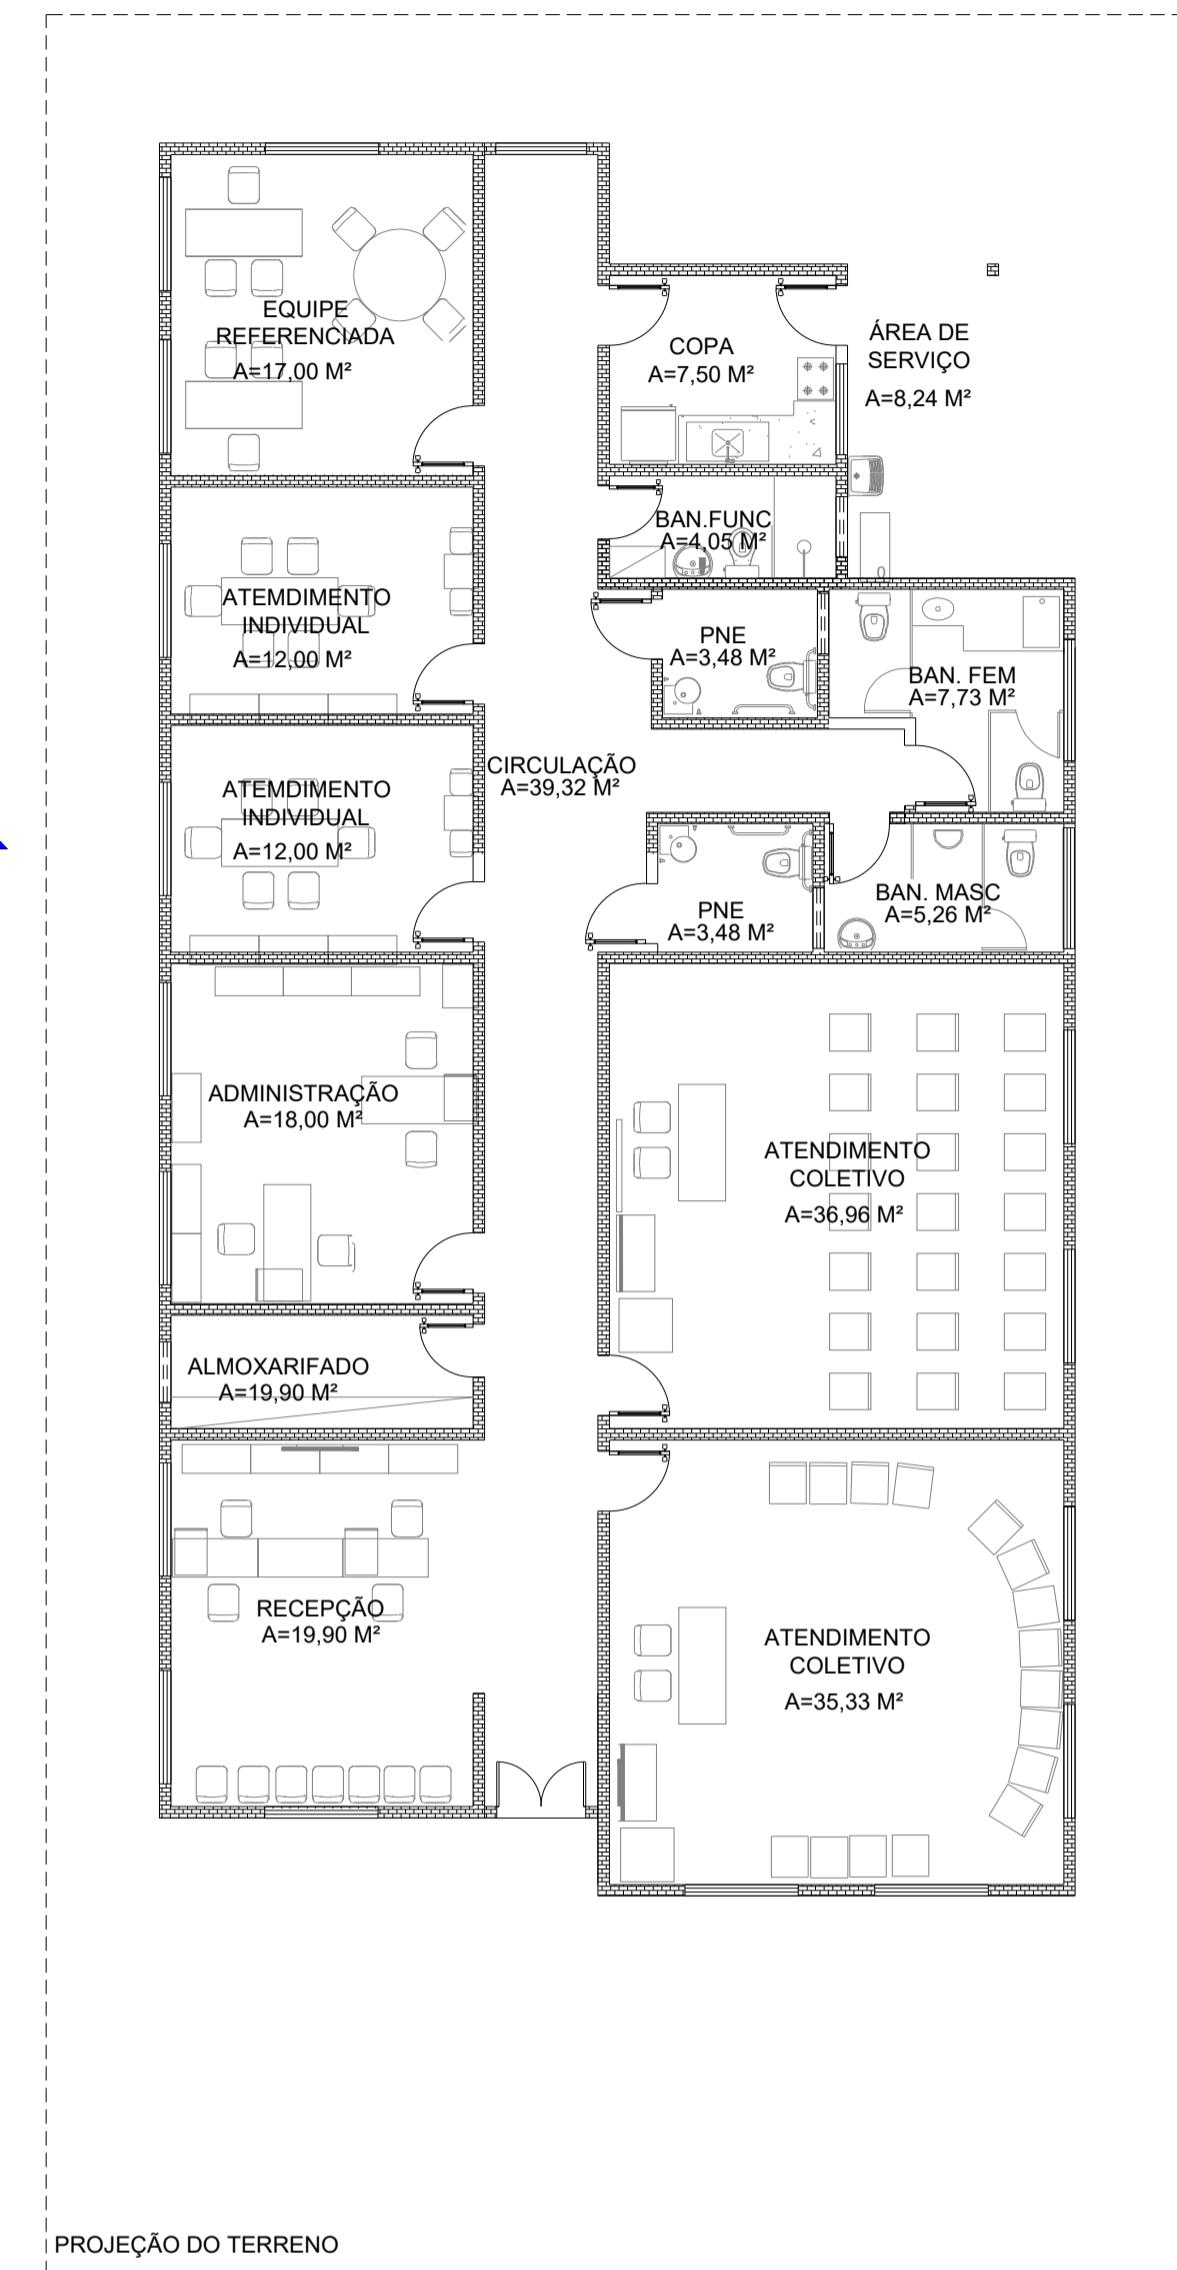 EQUIPE
REFERENCIADA
A=17,00 M²
COPA
A=7,50 M²
ÁREA DE
SERVIÇO
A=8,24 M²
BAN.FUNC
A=4,05 M²
ATEMDIMENTO
INDIVIDUAL
A=12,00 M²
PNE
A=3,48 M²
BAN. FEM
A=7,73 M²
CIRCULAÇÃO
A=39,32 M²
ATEMDIMENTO
INDIVIDUAL
A=12,00 M²
PNE
A=3,48 M²
BAN. MASC
A=5,26 M²
ADMINISTRAÇÃO
A=18,00 M²
ATENDIMENTO
COLETIVO
A=36,96 M²
ALMOXARIFADO
A=19,90 M²
RECEPÇÃO
A=19,90 M²
ATENDIMENTO
COLETIVO
A=35,33 M²
PROJEÇÃO DO TERRENO